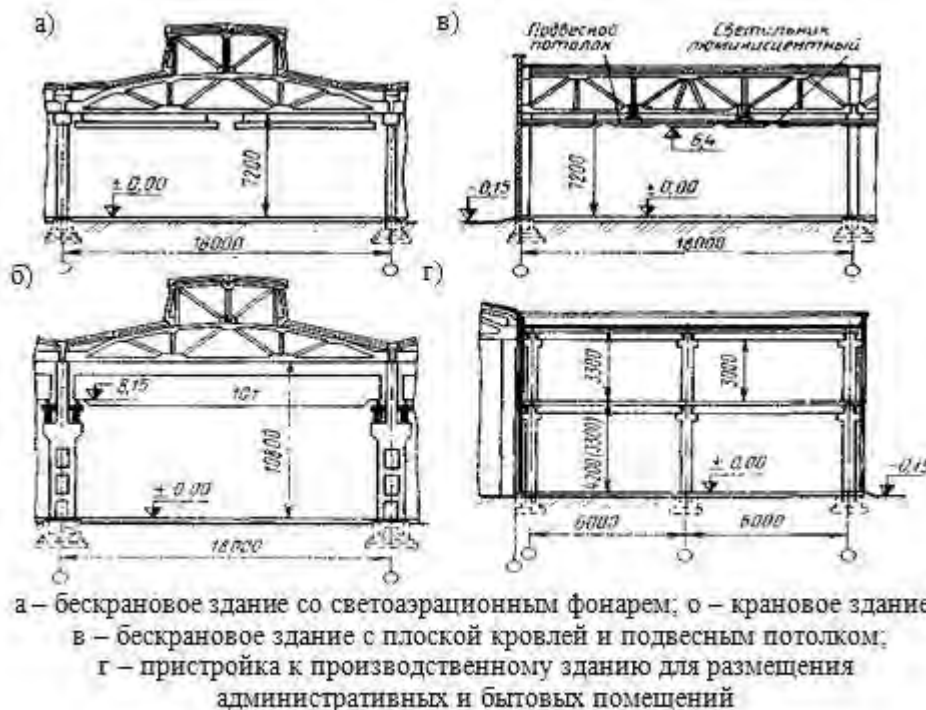 а)
в)
Подвесной
потолак
Светильник
люминисцентный
6,4
7200
± 0,00
7200
-0,15
± 0,00
18000
18000
б)
г)
8,15
10т
10800
± 0,00
18000
3300
3000
4200(3300)
± 0,00
-0,15
6000
6000
а – бескрановое здание со светоаэрационным фонарем; о – крановое здание
в – бескрановое здание с плоской кровлей и подвесным потолком;
г – пристройка к производственному зданию для размещения
административных и бытовых помещений